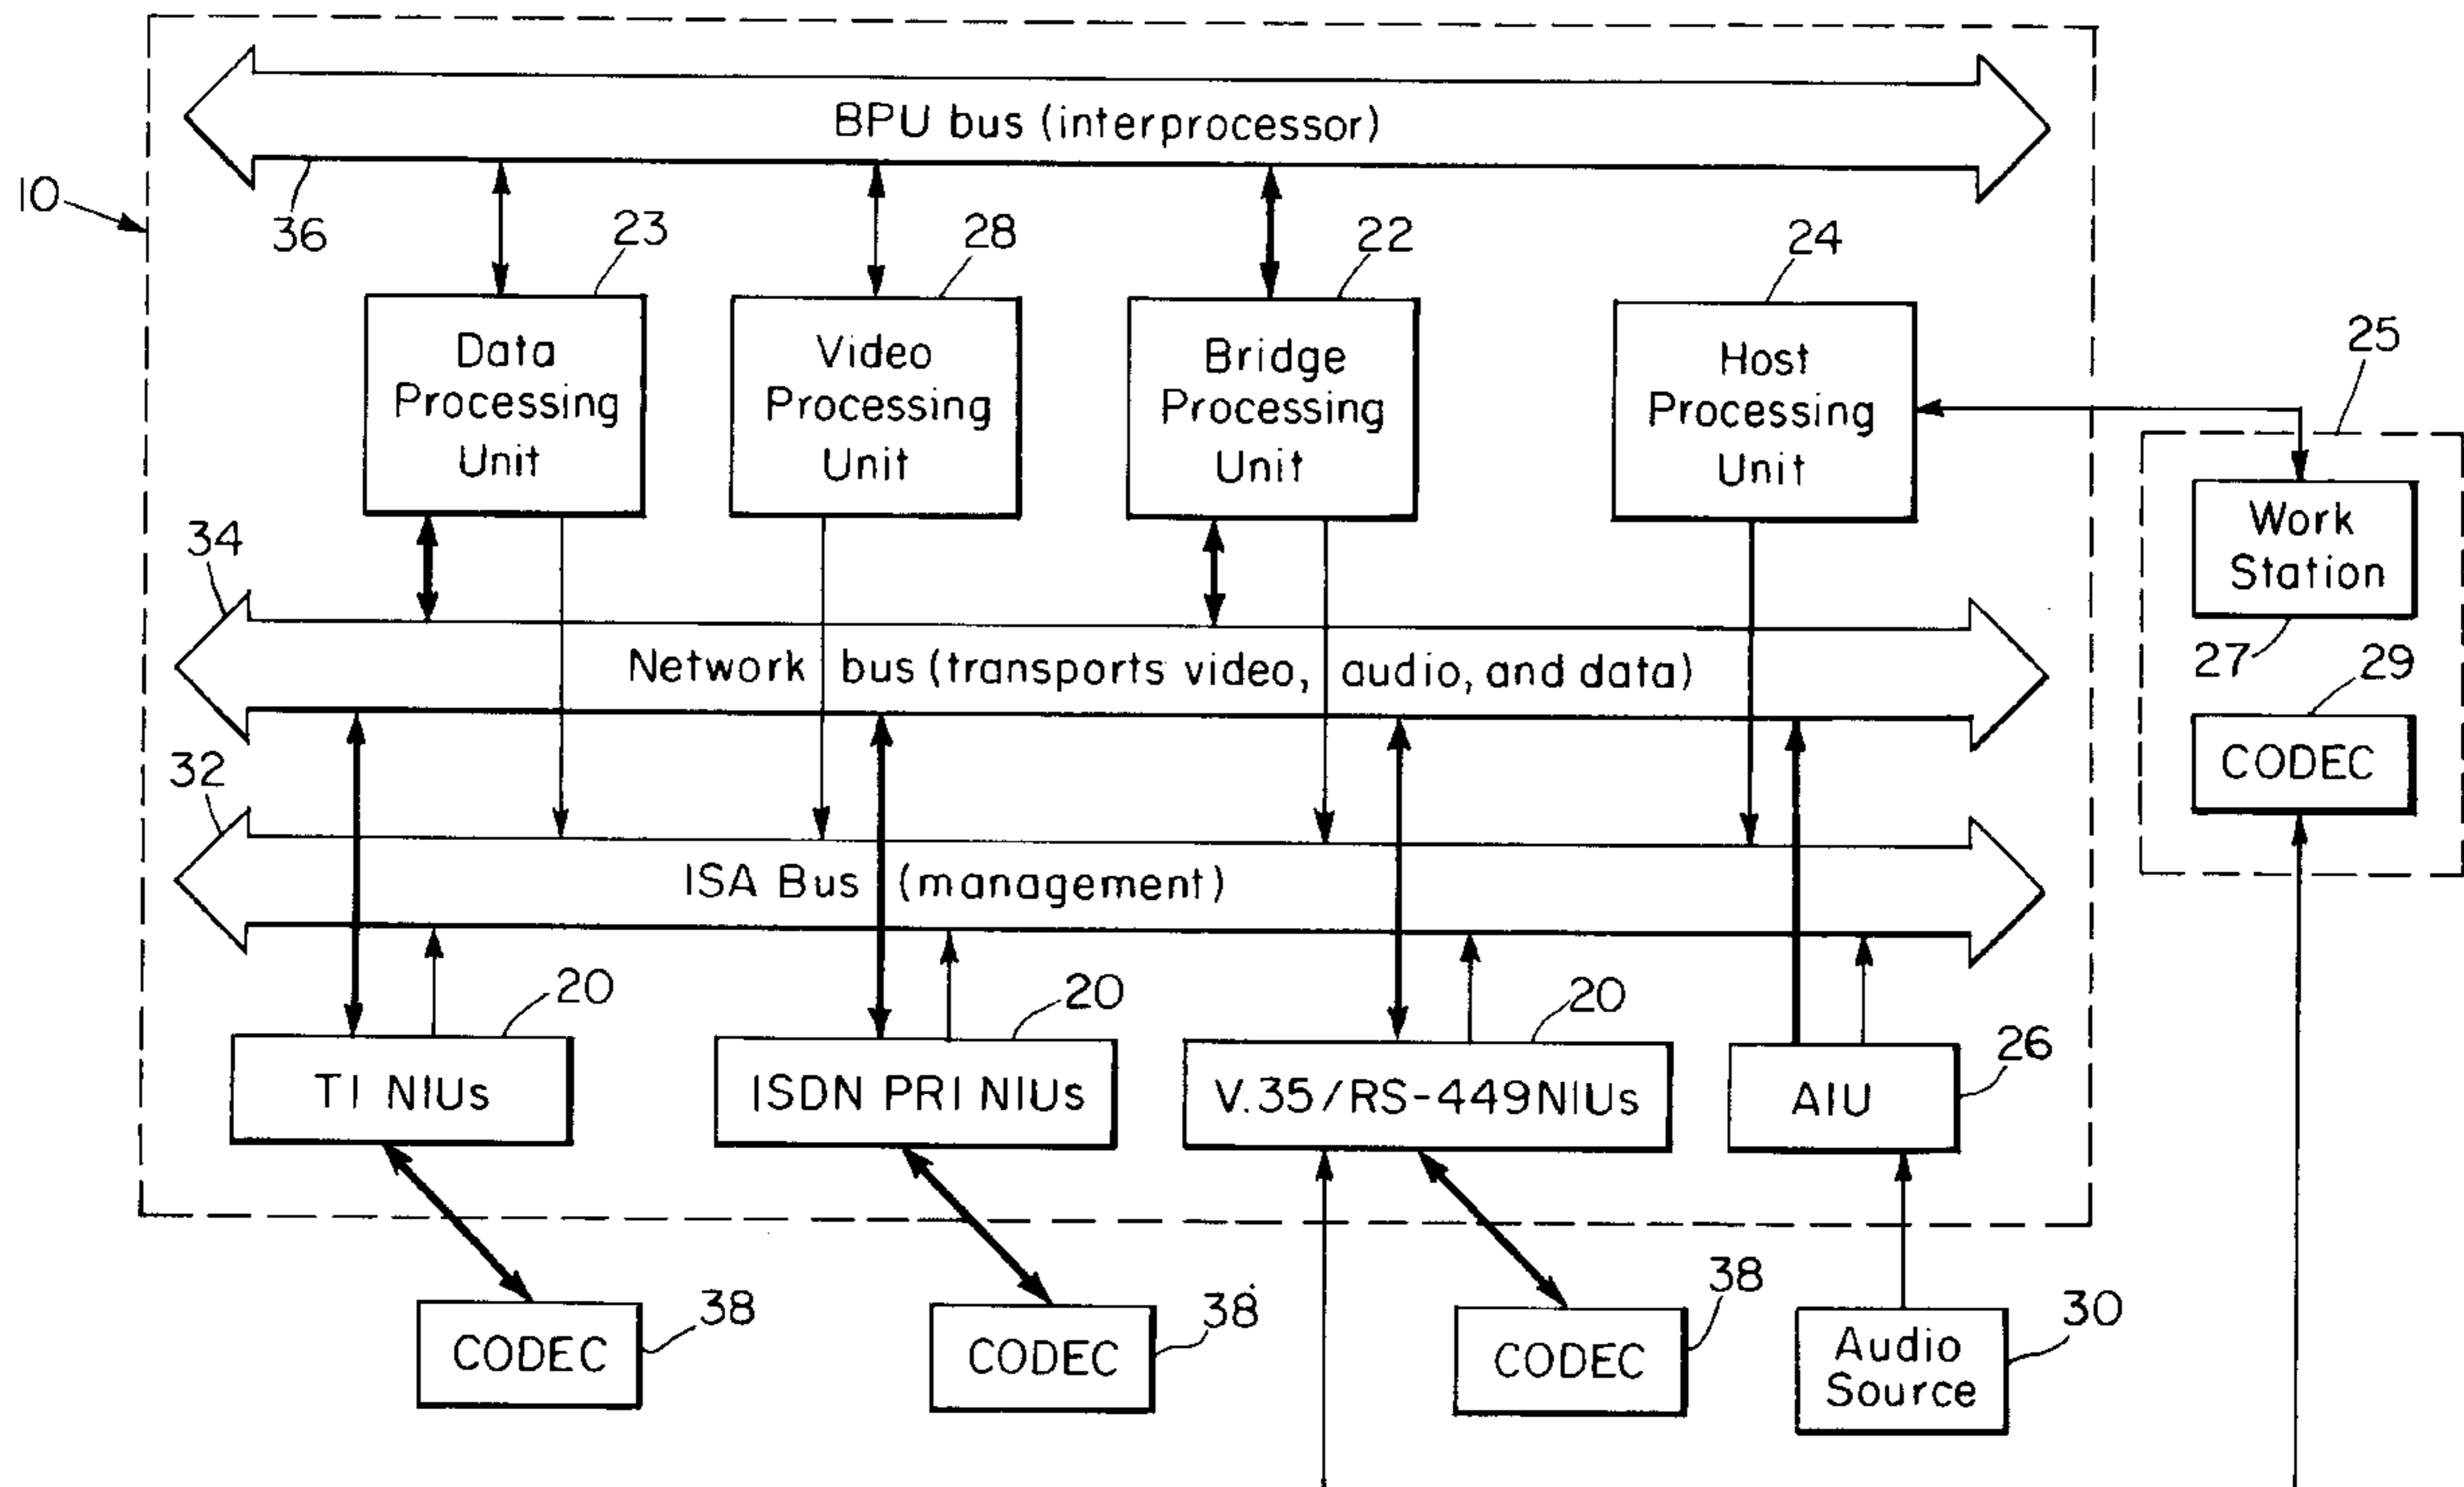 BPU bus (interprocessor)
10
36
23
28
22
24
25
Data
Processing
Unit
Video
Processing
Unit
Bridge
Processing
Unit
Host
Processing
Unit
Work
Station
27
29
CODEC
34
Network bus (transports video, audio, and data)
32
ISA Bus (management)
20
20
20
26
T1 NIUs
ISDN PRI NIUs
V.35/RS-449NIUs
AIU
38
38
38
30
CODEC
CODEC
CODEC
Audio
Source